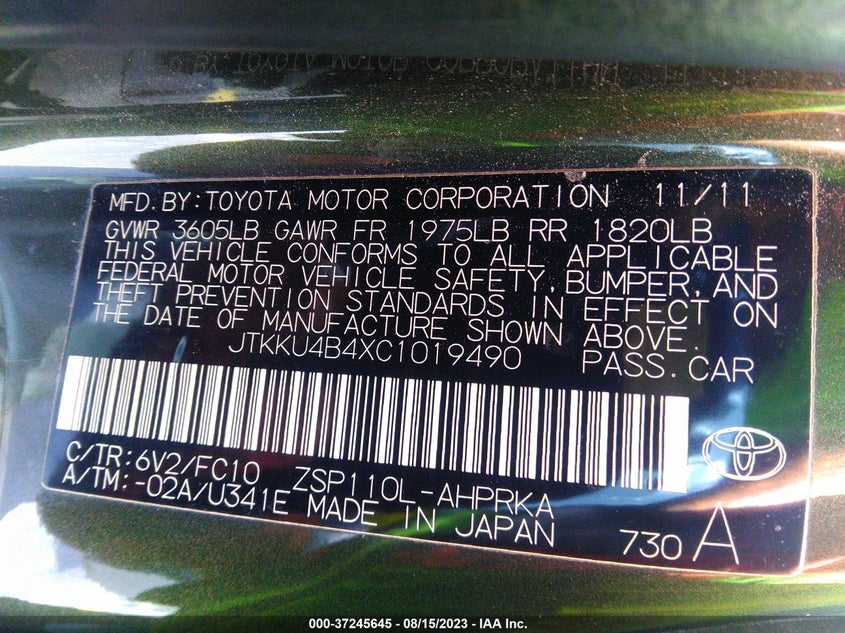 MFD.BY:TOYOTA MOTOR CORPORATION 11/11
GVWR 3605LB GAWR FR 1975LB RR 1820LB
THIS VEHICLE CONFORMS TO ALL APPLICABLE
FEDERAL MOTOR VEHICLE SAFETY,BUMPER,AND
THEFT PREVENTION STANDARDS IN EFFECT ON
THE DATE OF MANUFACTURE SHOWN ABOVE.
JTKKU4B4XC1019490 PASS.CAR
C/TR:6V2/FC10 ZSP110L-AHPRKA
A/TM:-02A/U341E MADE IN JAPAN
730 A
000-37245645 - 08/15/2023 - IAA Inc.